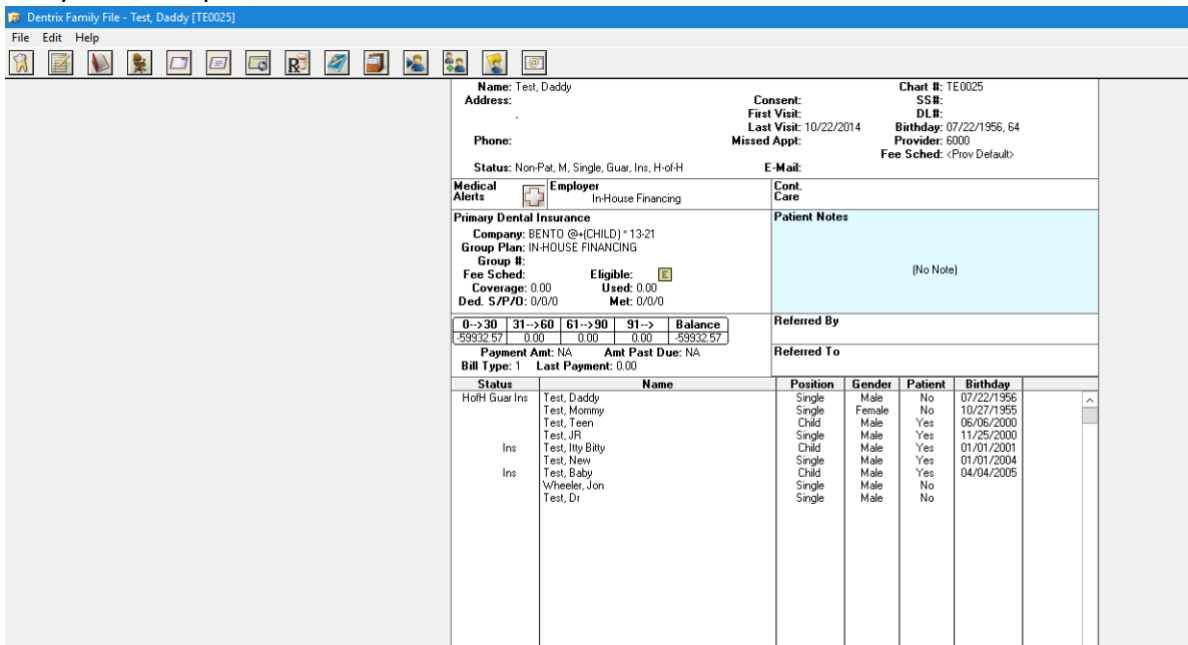 Dentrix Family File - Test, Daddy [TE0025]
File Edit Help
Name: Test, Daddy Chart #: TE0025
Address: Consent: SS#:
, First Visit: DL#:
Last Visit: 10/22/2014 Birthday: 07/22/1956, 64
Phone: Missed Appt: Provider: 6000
Fee Sched: <Prov Default>
Status: Non-Pat, M, Single, Guar, Ins, H-of-H E-Mail:
Medical Alerts Employer Cont. Care
In-House Financing
Primary Dental Insurance Patient Notes
Company: BENTO @+(CHILD) * 13-21
Group Plan: IN-HOUSE FINANCING
Group #:
(No Note)
Fee Sched: Eligible: E
Coverage: 0.00 Used: 0.00
Ded. S/P/O: 0/0/0 Met: 0/0/0
0-->30 31-->60 61-->90 91--> Balance Referred By
-59932.57 0.00 0.00 0.00 -59932.57
Payment Amt: NA Amt Past Due: NA Referred To
Bill Type: 1 Last Payment: 0.00
Status Name Position Gender Patient Birthday
HofH Guar Ins Test, Daddy Single Male No 07/22/1956
Test, Mommy Single Female No 10/27/1955
Test, Teen Child Male Yes 06/06/2000
Test, JR Single Male Yes 11/25/2000
Ins Test, Itty Bitty Child Male Yes 01/01/2001
Test, New Single Male Yes 01/01/2004
Ins Test, Baby Child Male Yes 04/04/2005
Wheeler, Jon Single Male No
Test, Dr Single Male No